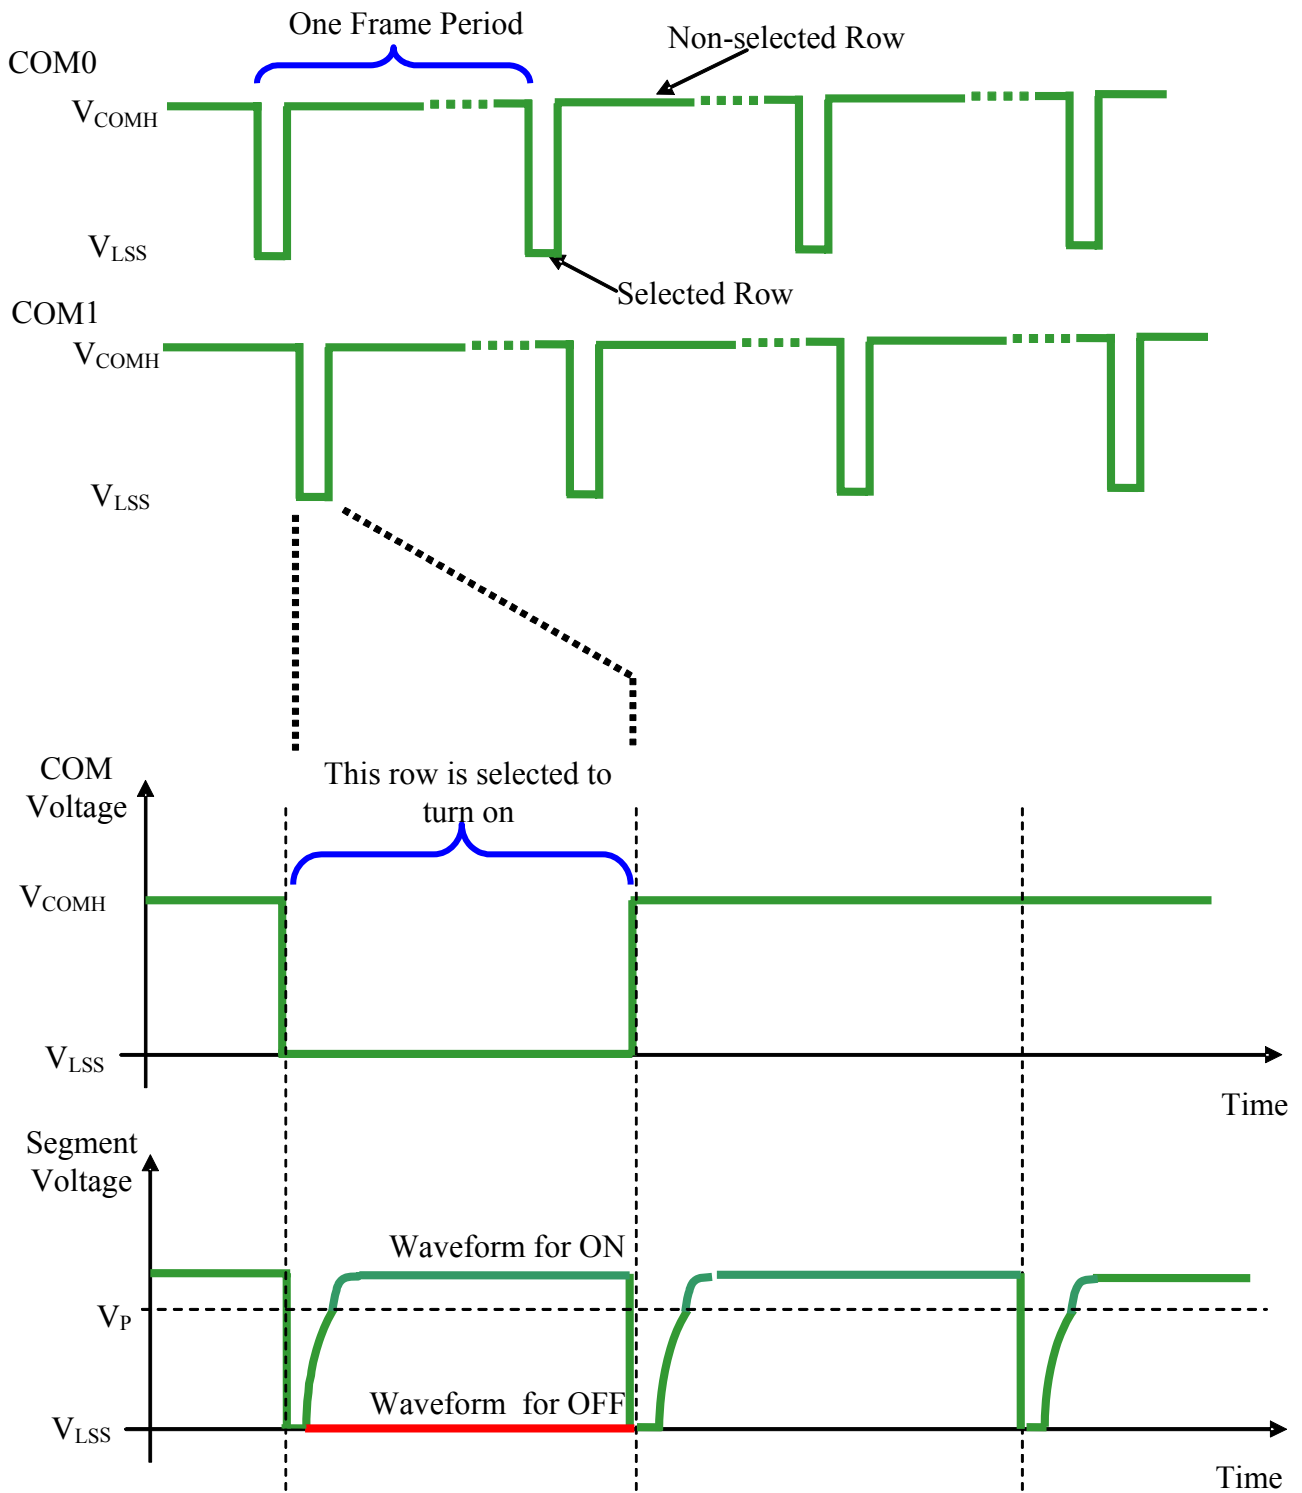 One Frame Period
Non-selected Row
COM0
VCOMH
VLSS
Selected Row
COM1
VCOMH
VLSS
COM
Voltage
This row is selected to
turn on
VCOMH
VLSS
Time
Segment
Voltage
Waveform for ON
VP
Waveform for OFF
VLSS
Time